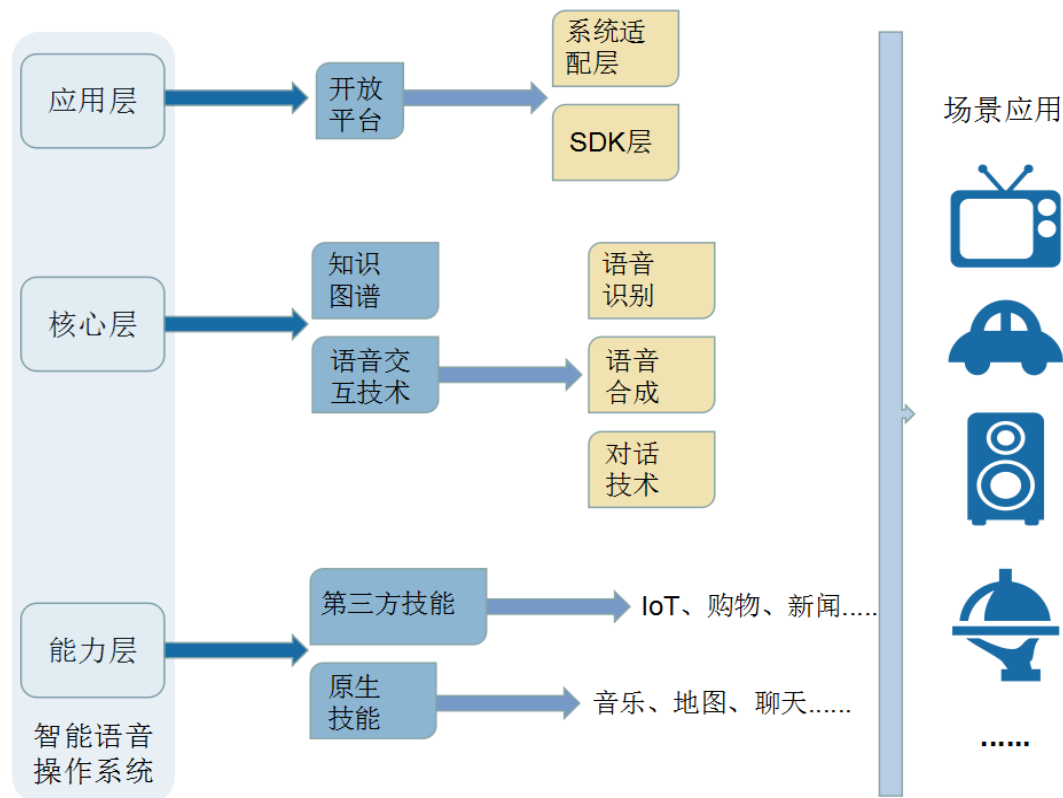 应用层
开放
平台
系统适
配层
SDK层
核心层
知识
图谱
语音交
互技术
语音
识别
语音
合成
对话
技术
能力层
第三方技能
IoT、购物、新闻.....
原生
技能
音乐、地图、聊天......
智能语音
操作系统
场景应用
......